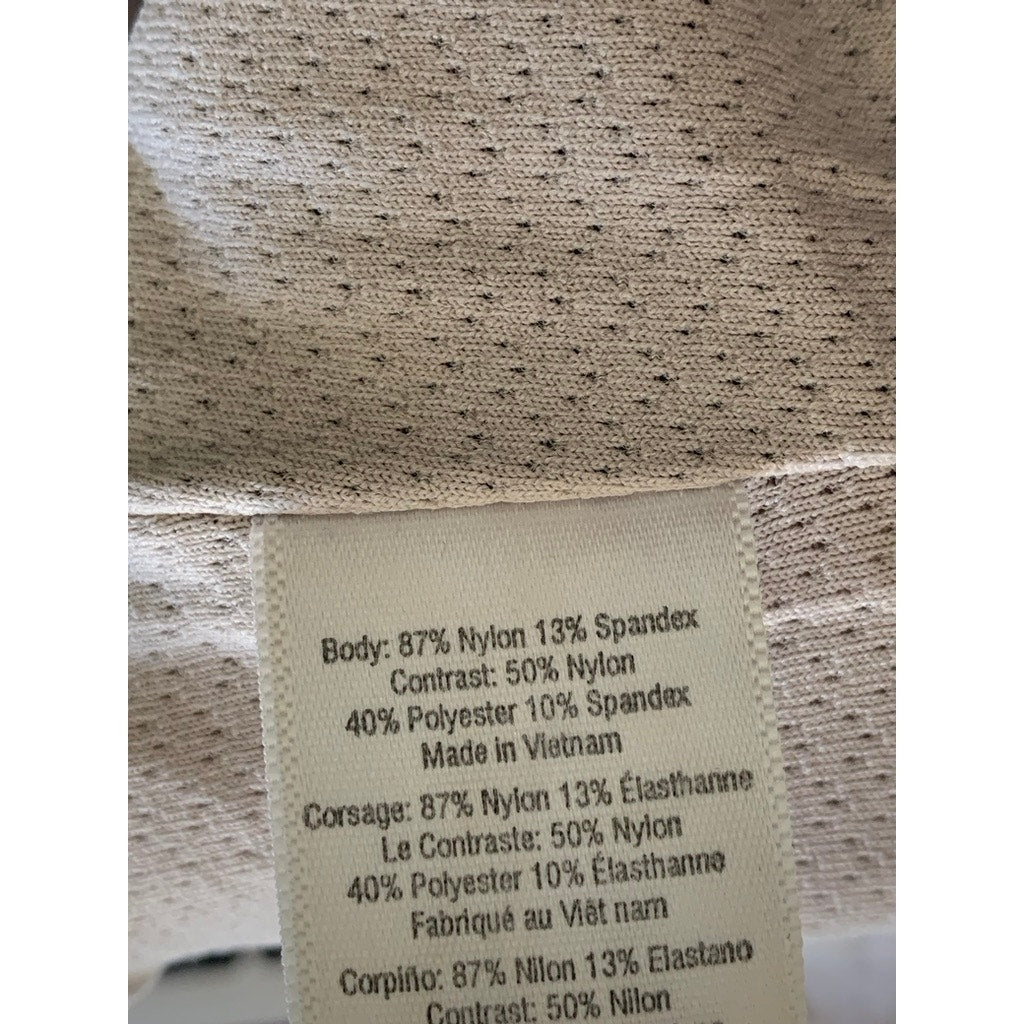 Body: 87% Nylon 13% Spandex
Contrast: 50% Nylon
40% Polyester 10% Spandex
Made in Vietnam
Corsage: 87% Nylon 13% Élasthanne
Le Contraste: 50% Nylon
40% Polyester 10% Élasthanne
Fabriqué au Viêt nam
Corpiño: 87% Nilon 13% Elastano
Contrast: 50% Nilon